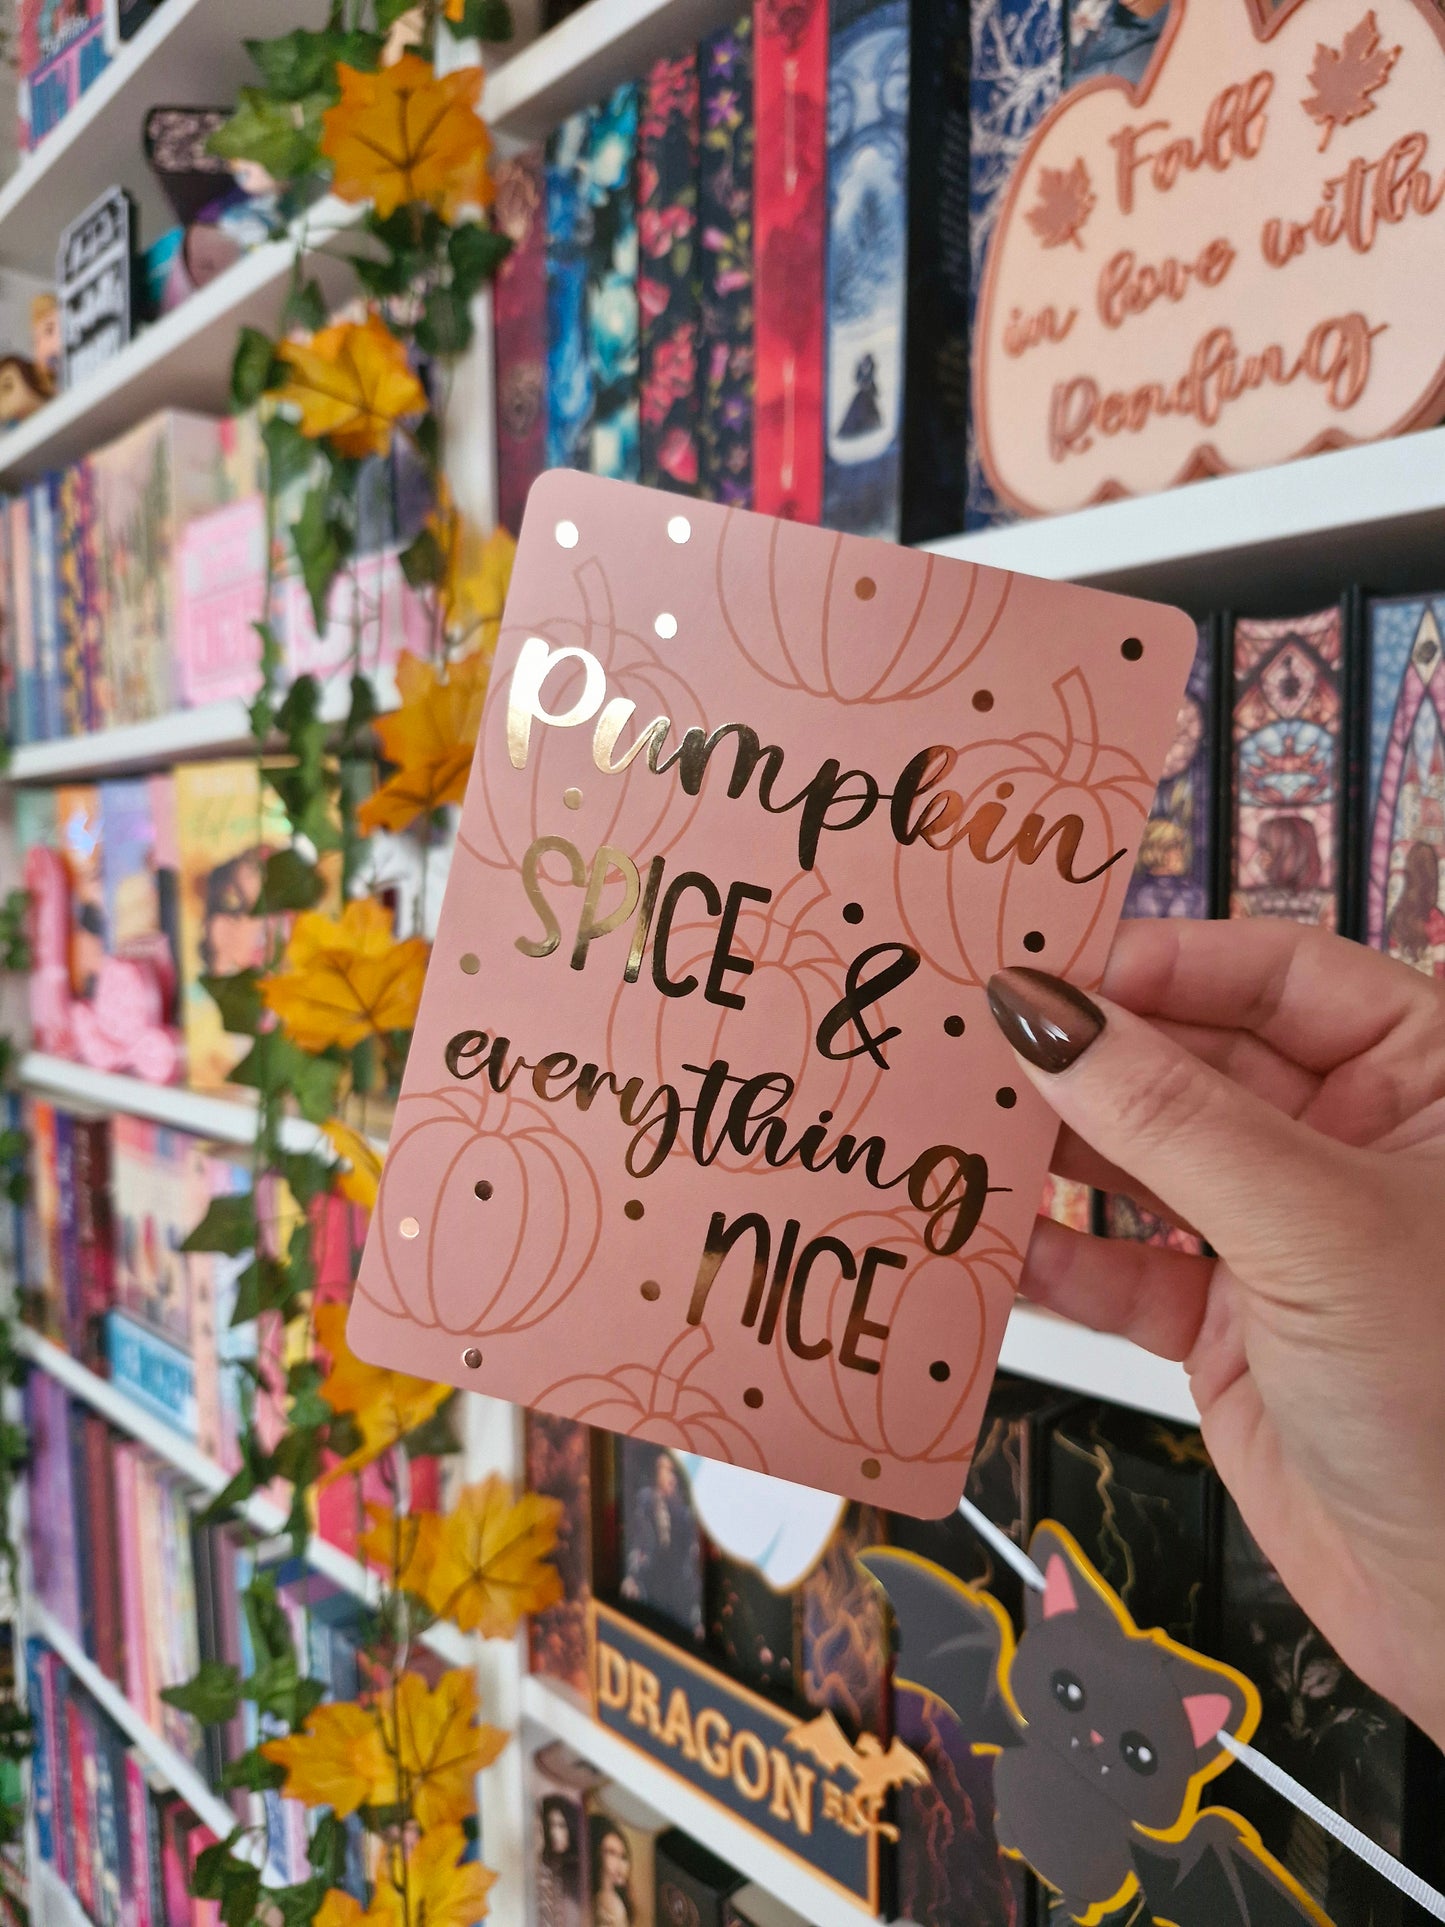 Fall
in love with
Reading
pumpkin
SPICE &
everything
NICE
DRAGON